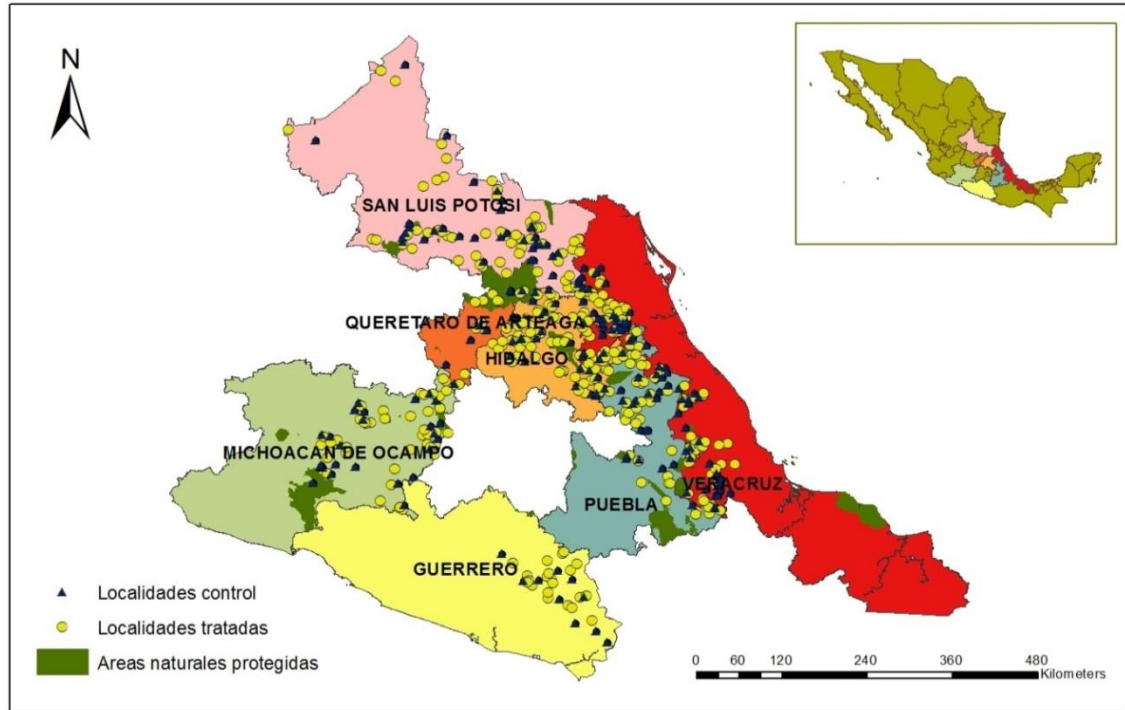 N
SAN LUIS POTOSI
QUERETARO DE ARTEAGA
HIDALGO
MICHOACAN DE OCAMPO
VERACRUZ
PUEBLA
GUERRERO
Localidades control
Localidades tratadas
Areas naturales protegidas
0 60 120 240 360 480
Kilometers